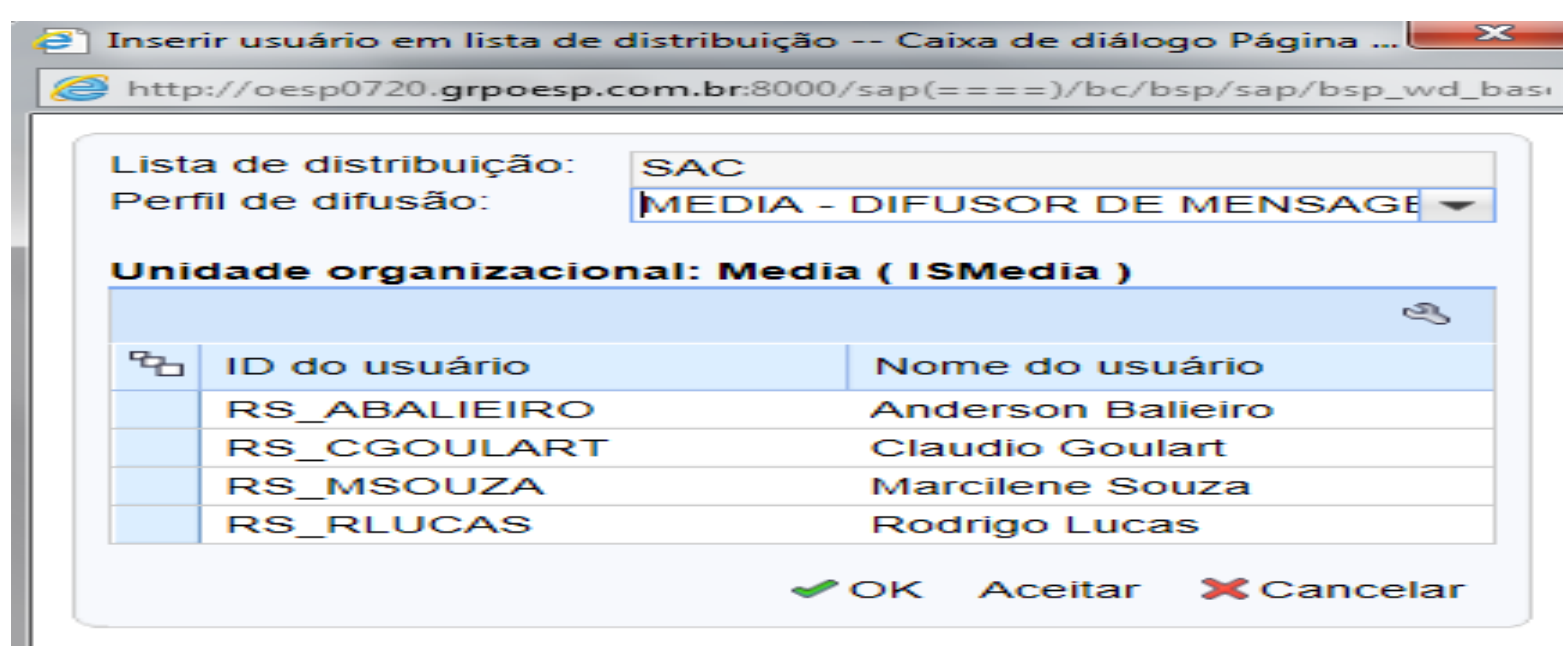 Inserir usuário em lista de distribuição -- Caixa de diálogo Página ...
http://oesp0720.grpoesp.com.br:8000/sap(====)/bc/bsp/sap/bsp_wd_bas
Lista de distribuição: SAC
Perfil de difusão: MEDIA - DIFUSOR DE MENSAGE
Unidade organizacional: Media ( ISMedia )
ID do usuário Nome do usuário
RS_ABALIEIRO Anderson Balieiro
RS_CGOULART Claudio Goulart
RS_MSOUZA Marcilene Souza
RS_RLUCAS Rodrigo Lucas
OK Aceitar Cancelar